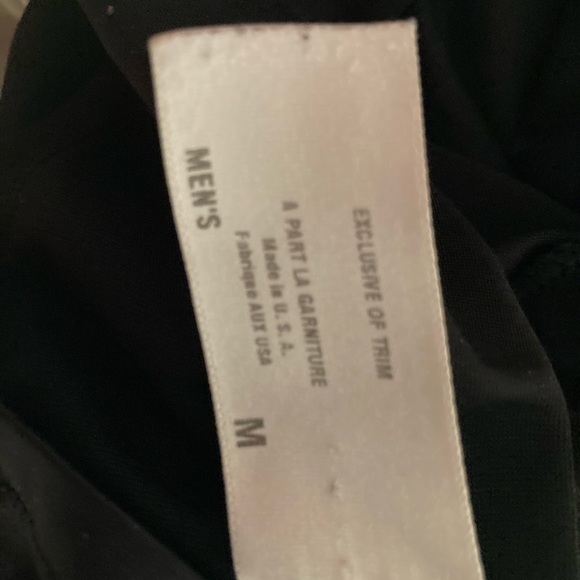 EXCLUSIVE OF TRIM
A PART LA GARNITURE
Made in U. S. A.
Fabrique AUX USA
MEN'S M